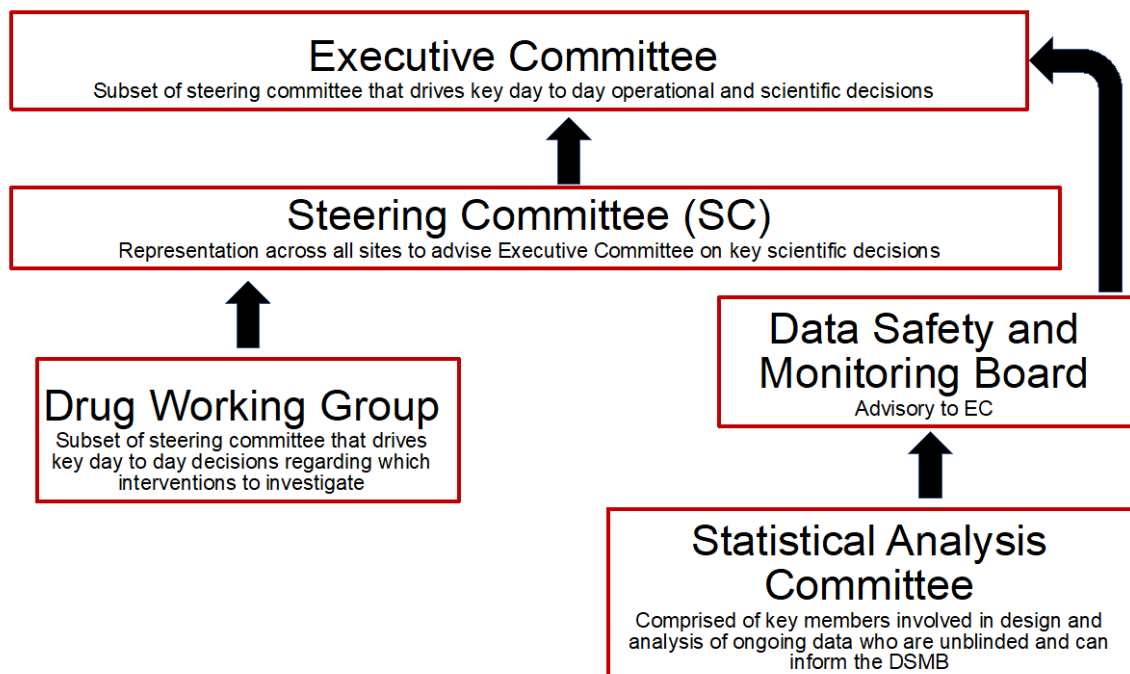 Executive Committee
Subset of steering committee that drives key day to day operational and scientific decisions
Steering Committee (SC)
Representation across all sites to advise Executive Committee on key scientific decisions
Drug Working Group
Subset of steering committee that drives
key day to day decisions regarding which
interventions to investigate
Data Safety and
Monitoring Board
Advisory to EC
Statistical Analysis
Committee
Comprised of key members involved in design and
analysis of ongoing data who are unblinded and can
inform the DSMB